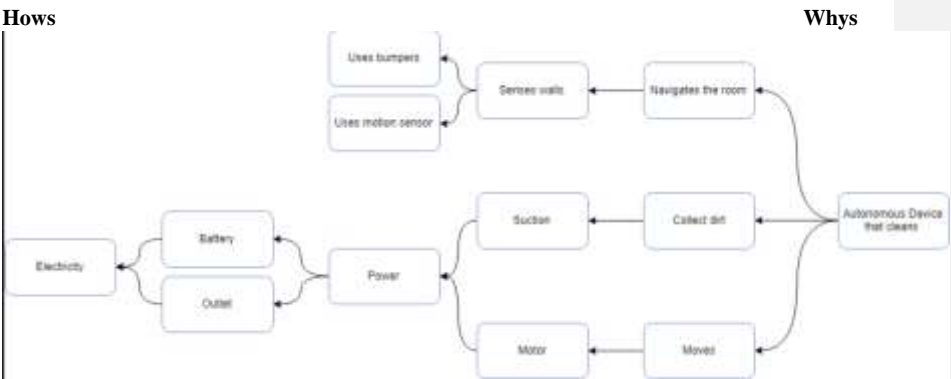 Hows
Whys
Uses bumpers
Senses walls
Navigates the room
Uses motion sensor
Suction
Collect dirt
Autonomous Device
that cleans
Battery
Electricity
Power
Outlet
Motor
Moves